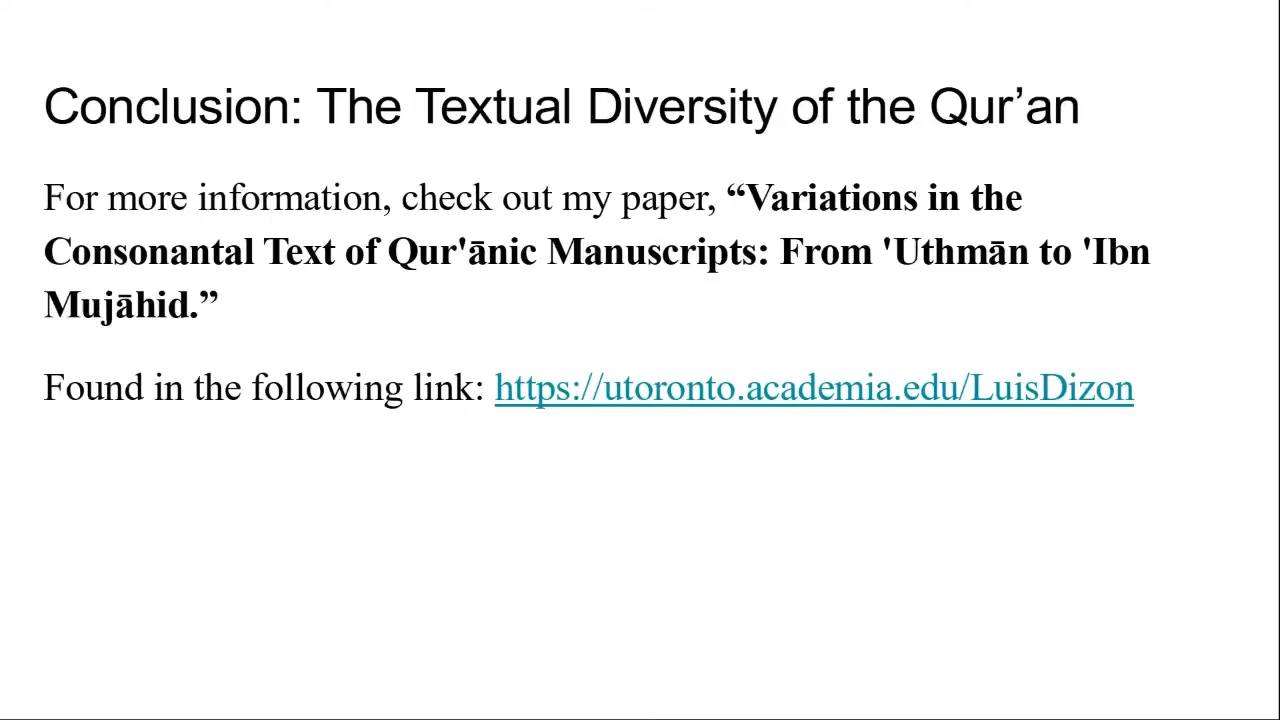 Conclusion: The Textual Diversity of the Qur’an
For more information, check out my paper, “Variations in the
Consonantal Text of Qur'ānic Manuscripts: From 'Uthmān to 'Ibn
Mujāhid.”
Found in the following link: https://utoronto.academia.edu/LuisDizon